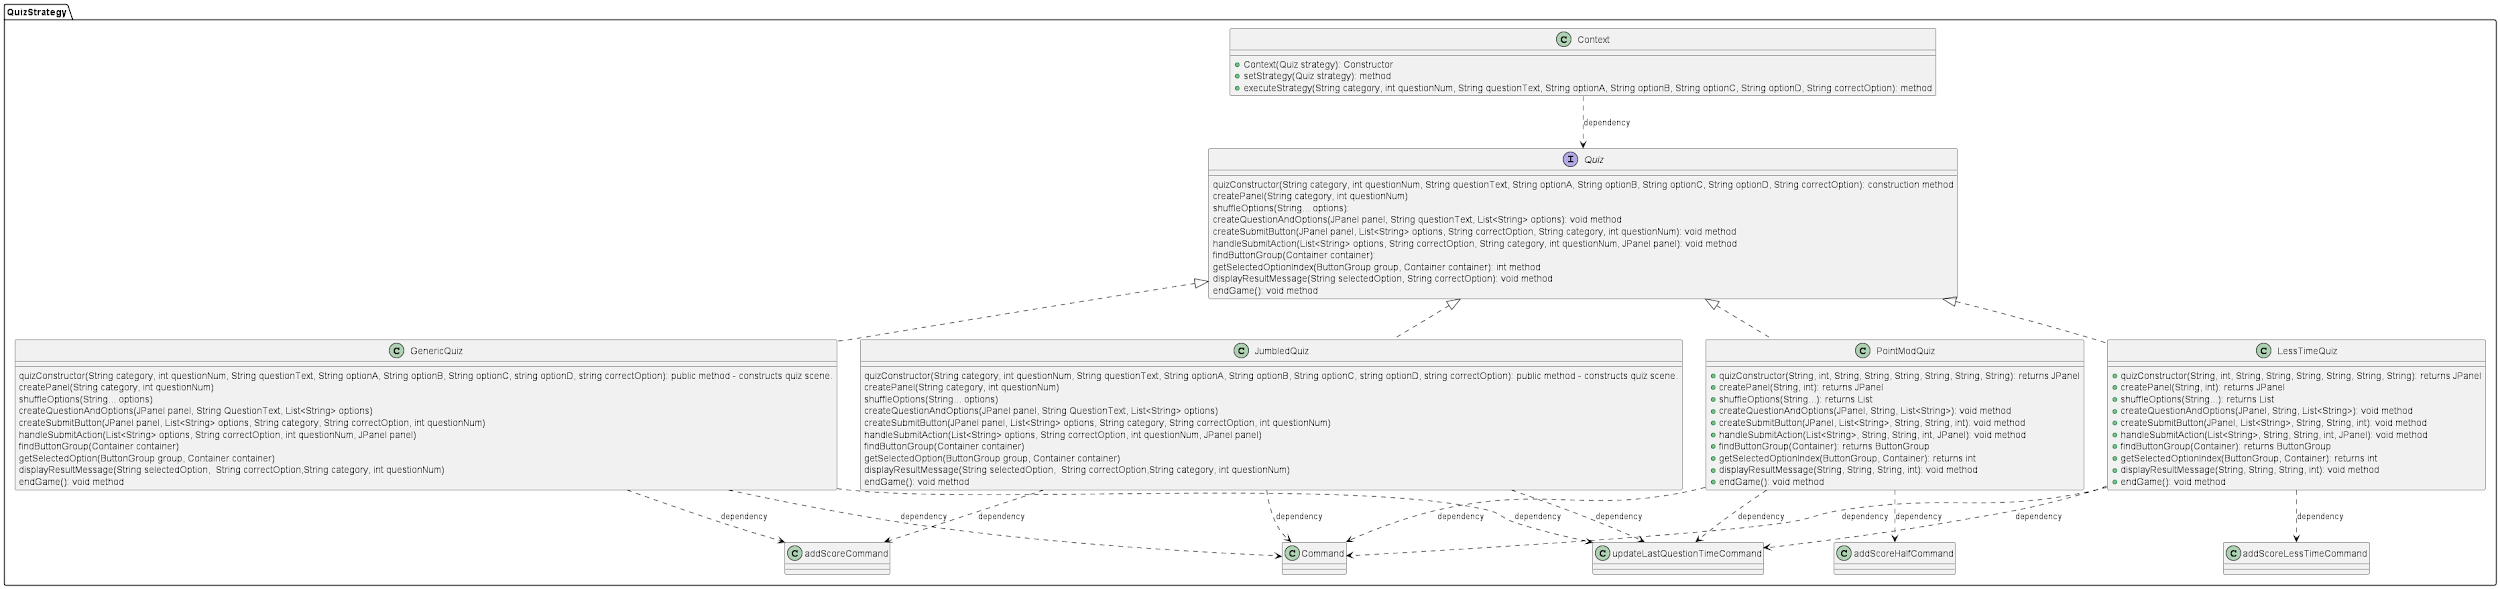 QuizStrategy
C Context
Context(Quiz strategy): Constructor
setStrategy(Quiz strategy): method
executeStrategy(String category, int questionNum, String questionText, String optionA, String optionB, String optionC, String optionD, String correctOption): method
dependency
I Quiz
quizConstructor(String category, int questionNum, String questionText, String optionA, String optionB, String optionC, String optionD, String correctOption): construction method
createPanel(String category, int questionNum)
shuffleOptions(String... options):
createQuestionAndOptions(JPanel panel, String questionText, List<String> options): void method
createSubmitButton(JPanel panel, List<String> options, String correctOption, String category, int questionNum): void method
handleSubmitAction(List<String> options, String correctOption, String category, int questionNum, JPanel panel): void method
findButtonGroup(Container container):
getSelectedOptionIndex(ButtonGroup group, Container container): int method
displayResultMessage(String selectedOption, String correctOption): void method
endGame(): void method
C GenericQuiz
quizConstructor(String category, int questionNum, String questionText, String optionA, String optionB, String optionC, string optionD, string correctOption): public method - constructs quiz scene.
createPanel(String category, int questionNum)
shuffleOptions(String... options)
createQuestionAndOptions(JPanel panel, String QuestionText, List<String> options)
createSubmitButton(JPanel panel, List<String> options, String category, String correctOption, int questionNum)
handleSubmitAction(List<String> options, String correctOption, int questionNum, JPanel panel)
findButtonGroup(Container container)
getSelectedOption(ButtonGroup group, Container container)
displayResultMessage(String selectedOption,  String correctOption,String category, int questionNum)
endGame(): void method
C JumbledQuiz
quizConstructor(String category, int questionNum, String questionText, String optionA, String optionB, String optionC, string optionD, string correctOption): public method - constructs quiz scene.
createPanel(String category, int questionNum)
shuffleOptions(String... options)
createQuestionAndOptions(JPanel panel, String QuestionText, List<String> options)
createSubmitButton(JPanel panel, List<String> options, String category, String correctOption, int questionNum)
handleSubmitAction(List<String> options, String correctOption, int questionNum, JPanel panel)
findButtonGroup(Container container)
getSelectedOption(ButtonGroup group, Container container)
displayResultMessage(String selectedOption,  String correctOption,String category, int questionNum)
endGame(): void method
C PointModQuiz
quizConstructor(String, int, String, String, String, String, String, String): returns JPanel
createPanel(String, int): returns JPanel
shuffleOptions(String...): returns List
createQuestionAndOptions(JPanel, String, List<String>): void method
createSubmitButton(JPanel, List<String>, String, String, int): void method
handleSubmitAction(List<String>, String, String, int, JPanel): void method
findButtonGroup(Container): returns ButtonGroup
getSelectedOptionIndex(ButtonGroup, Container): returns int
displayResultMessage(String, String, String, int): void method
endGame(): void method
C LessTimeQuiz
quizConstructor(String, int, String, String, String, String, String, String): returns JPanel
createPanel(String, int): returns JPanel
shuffleOptions(String...): returns List
createQuestionAndOptions(JPanel, String, List<String>): void method
createSubmitButton(JPanel, List<String>, String, String, int): void method
handleSubmitAction(List<String>, String, String, int, JPanel): void method
findButtonGroup(Container): returns ButtonGroup
getSelectedOptionIndex(ButtonGroup, Container): returns int
displayResultMessage(String, String, String, int): void method
endGame(): void method
dependency
dependency
dependency
dependency
dependency
dependency
dependency
dependency
dependency
dependency
dependency
dependency
C addScoreCommand
C Command
C updateLastQuestionTimeCommand
C addScoreHalfCommand
C addScoreLessTimeCommand